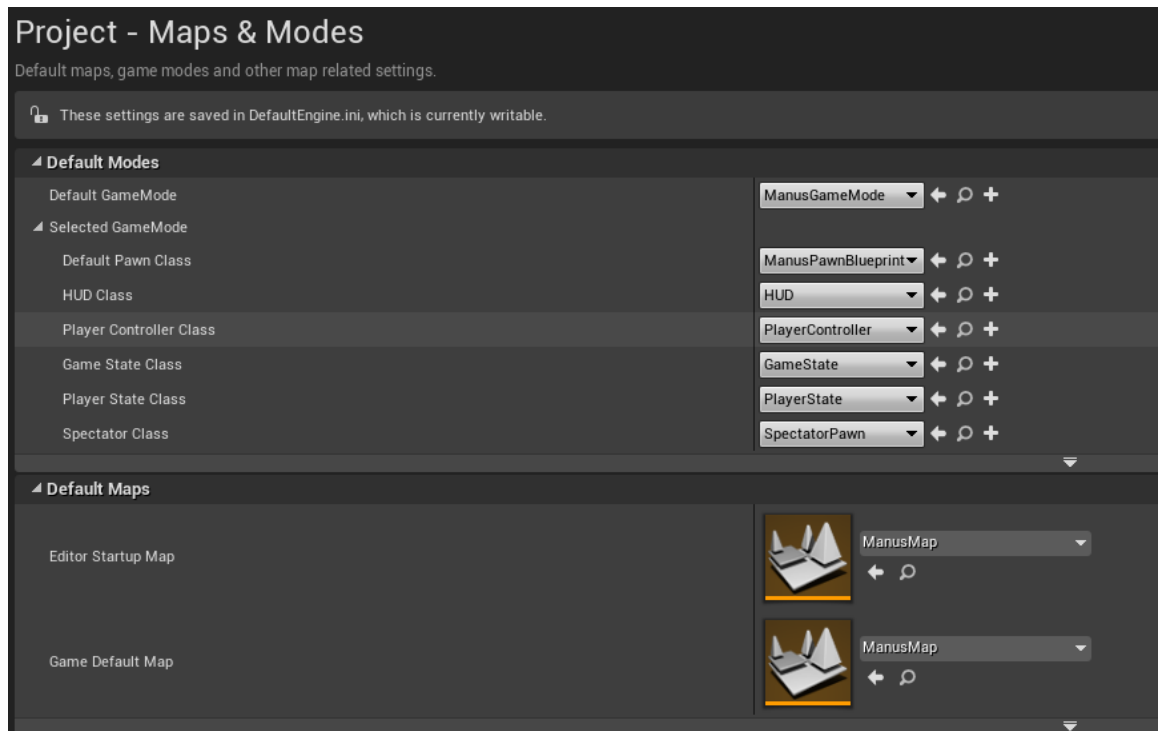 Project - Maps & Modes
Default maps, game modes and other map related settings.
These settings are saved in DefaultEngine.ini, which is currently writable.
Default Modes
Default GameMode ManusGameMode
Selected GameMode
Default Pawn Class ManusPawnBlueprint
HUD Class HUD
Player Controller Class PlayerController
Game State Class GameState
Player State Class PlayerState
Spectator Class SpectatorPawn
Default Maps
Editor Startup Map ManusMap
Game Default Map ManusMap